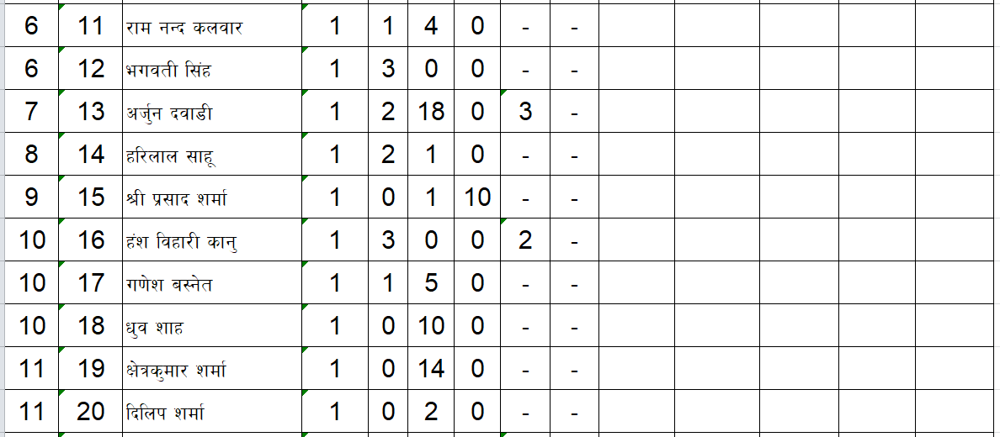 6 11 राम नन्द कलवार 1 1 4 0 - -
6 12 भगवती सिंह 1 3 0 0 - -
7 13 अर्जुन दवाडी 1 2 18 0 3 -
8 14 हरिलाल साहू 1 2 1 0 - -
9 15 श्री प्रसाद शर्मा 1 0 1 10 - -
10 16 हंश विहारी कानु 1 3 0 0 2 -
10 17 गणेश बस्नेत 1 1 5 0 - -
10 18 धुव शाह 1 0 10 0 - -
11 19 क्षेत्रकुमार शर्मा 1 0 14 0 - -
11 20 दिलिप शर्मा 1 0 2 0 - -